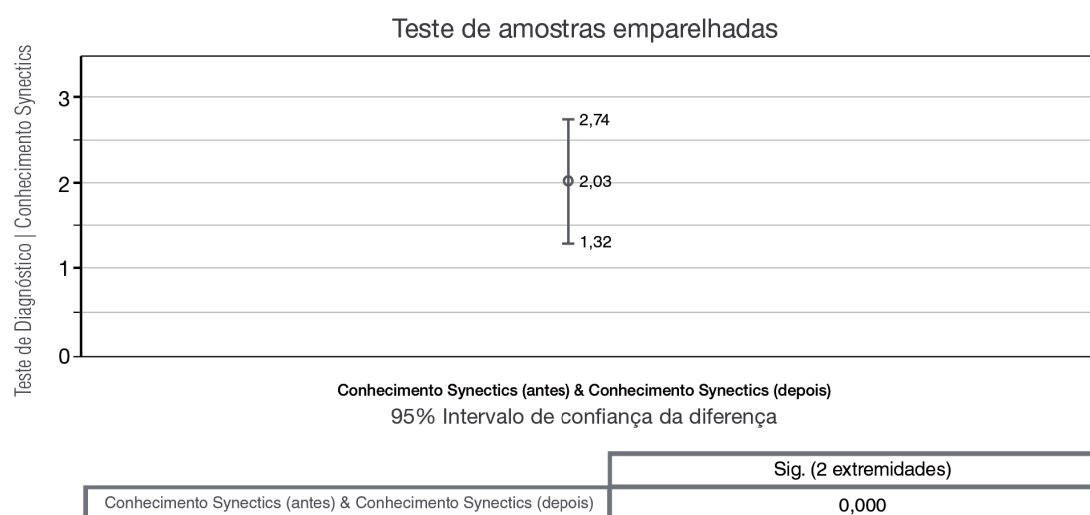 Teste de amostras emparelhadas
Teste de Diagnóstico | Conhecimento Synectics
3
2
1
0
2,74
2,03
1,32
Conhecimento Synectics (antes) & Conhecimento Synectics (depois)
95% Intervalo de confiança da diferença
Sig. (2 extremidades)
Conhecimento Synectics (antes) & Conhecimento Synectics (depois) 0,000